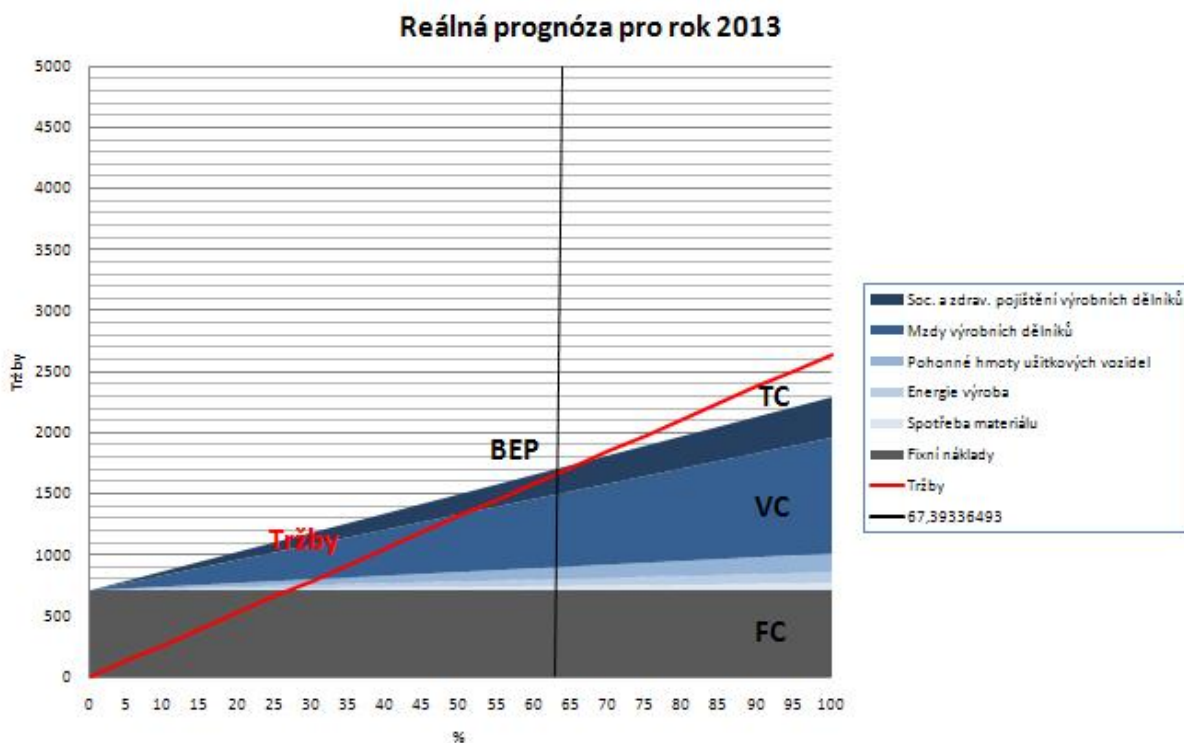 Reálná prognóza pro rok 2013
5000
4500
4000
3500
3000
2500
2000
1500
1000
500
0
Tržby
TC
BEP
VC
Tržby
FC
0 5 10 15 20 25 30 35 40 45 50 55 60 65 70 75 80 85 90 95 100
%
Soc. a zdrav. pojištění výrobních dělníků
Mzdy výrobních dělníků
Pohonné hmoty užitkových vozidel
Energie výroba
Spotřeba materiálu
Fixní náklady
Tržby
67,39336493